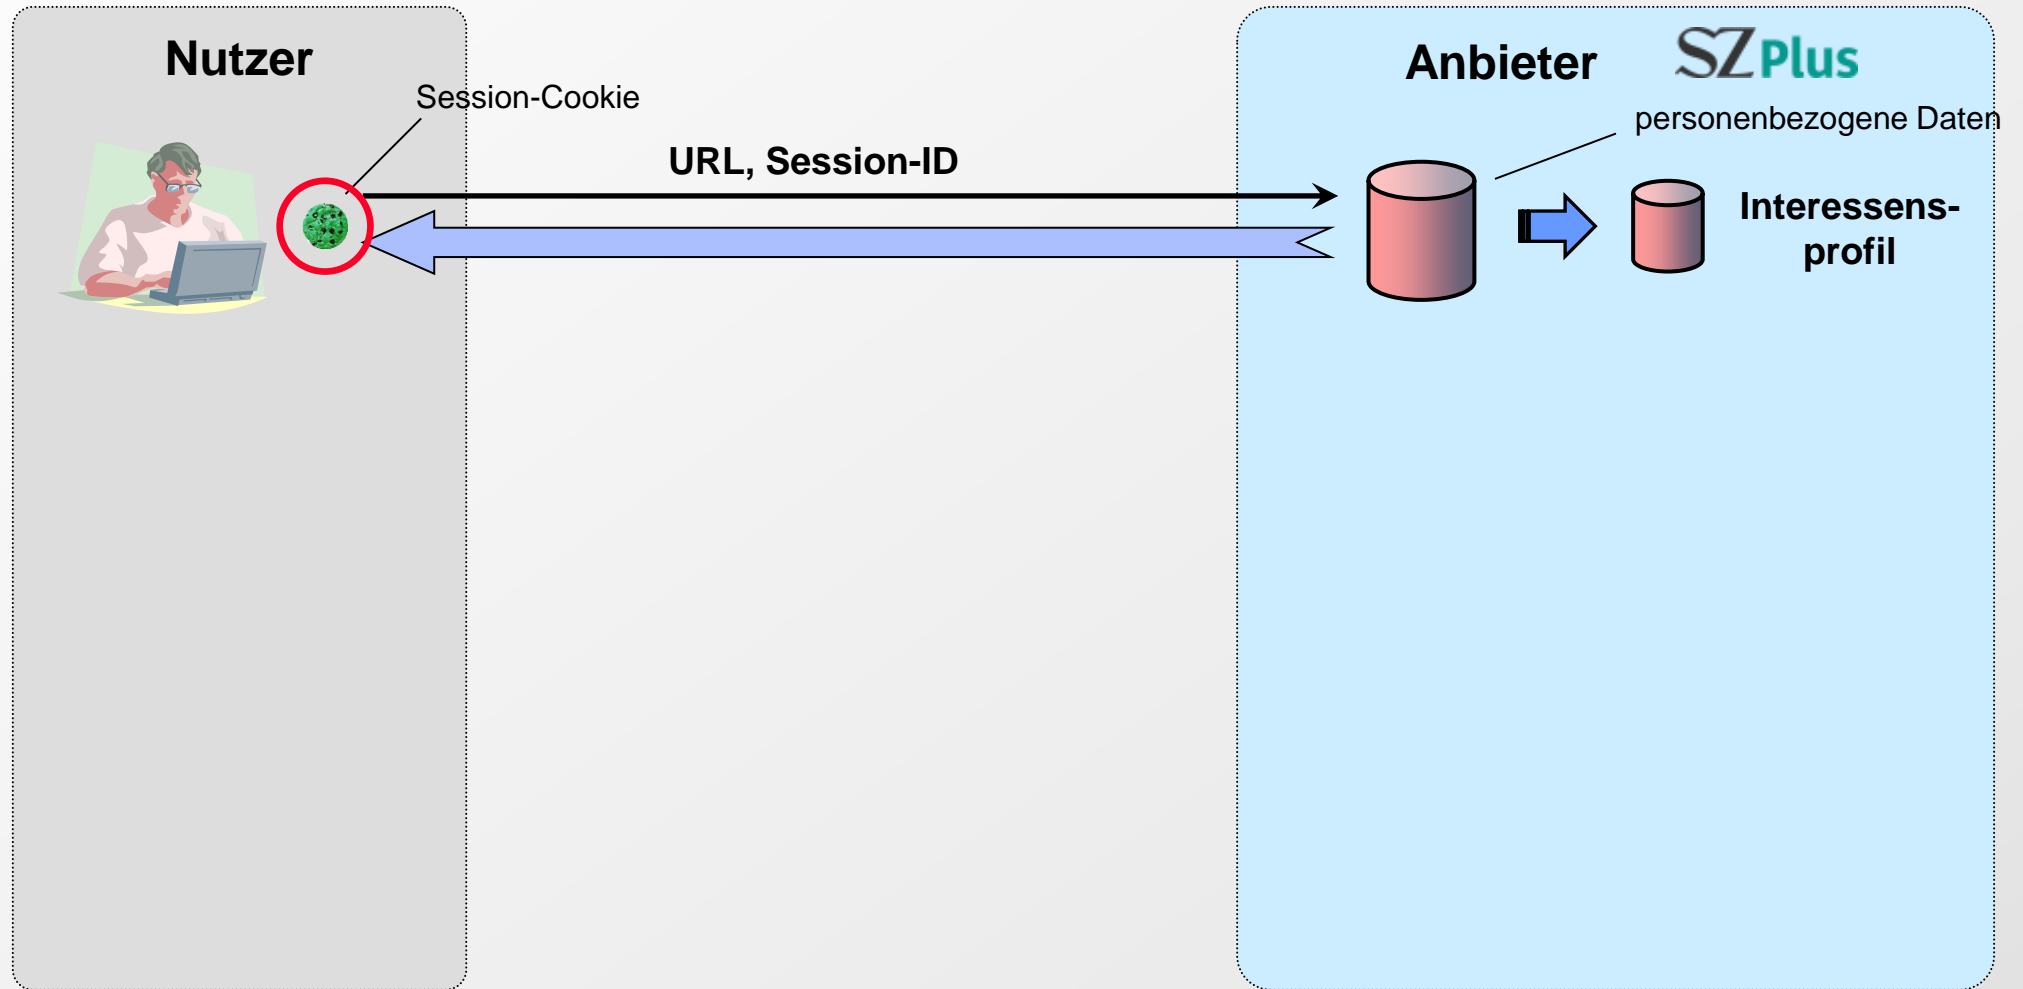 Nutzer
Anbieter
SZ Plus
Session-Cookie
personenbezogene Daten
URL, Session-ID
Interessens-
profil